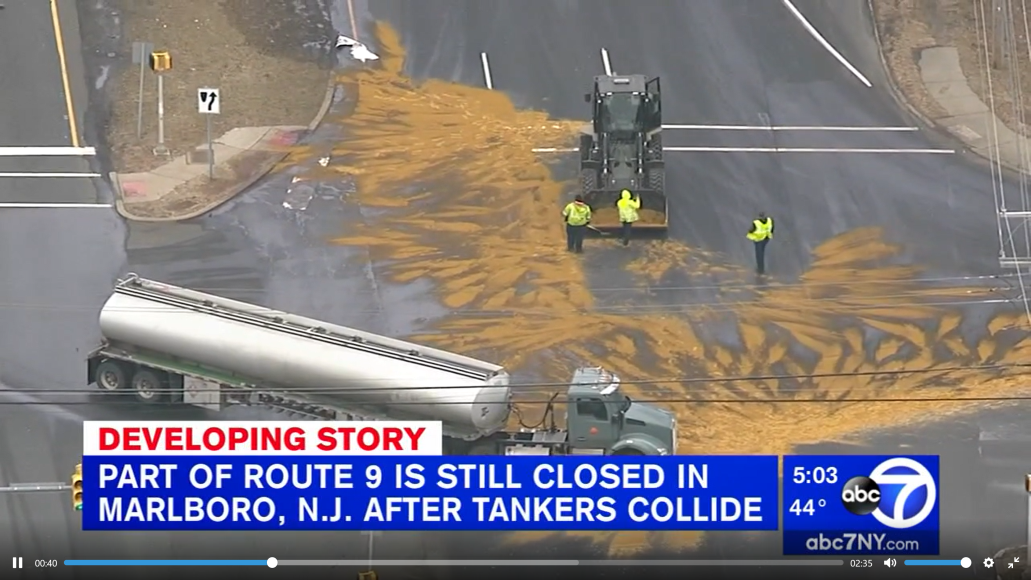 DEVELOPING STORY
PART OF ROUTE 9 IS STILL CLOSED IN
MARLBORO, N.J. AFTER TANKERS COLLIDE
5:03
44°
abc 7
abc7NY.com
00:40
02:35